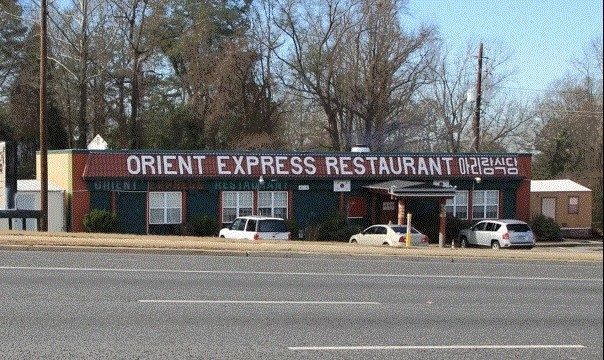 ORIENT EXPRESS RESTAURANT 아리랑식당
ORIENT EXPRESS RESTAURANT